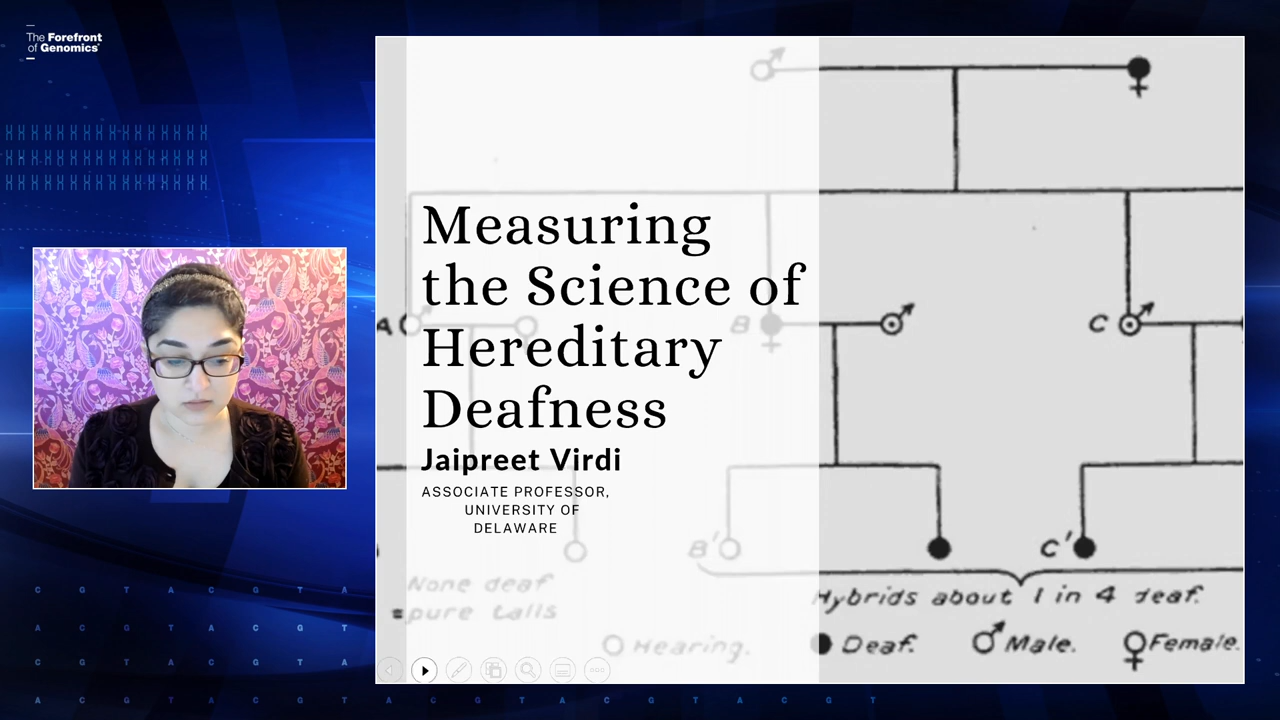 The Forefront
of Genomics®
Measuring
the Science of
Hereditary
Deafness
Jaipreet Virdi
ASSOCIATE PROFESSOR,
UNIVERSITY OF
DELAWARE
A
B
C
B'
C'
None deaf
=pure talls
Hybrids about 1 in 4 deaf.
Hearing.
Deaf.
Male.
Female.
C G T A C G T A
A C G T A C G T
C G T A C G T A
A C G T A C G T A C G T A C G T A C G T